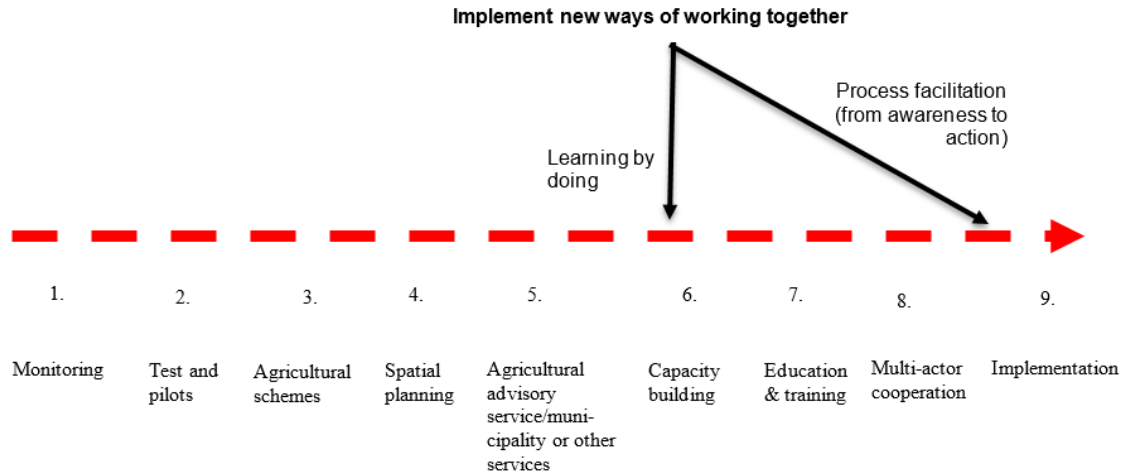 Implement new ways of working together
Process facilitation
(from awareness to
action)
Learning by
doing
1.
2.
3.
4.
5.
6.
7.
8.
9.
Monitoring
Test and
pilots
Agricultural
schemes
Spatial
planning
Agricultural
advisory
service/muni-
cipality or other
services
Capacity
building
Education
& training
Multi-actor
cooperation
Implementation